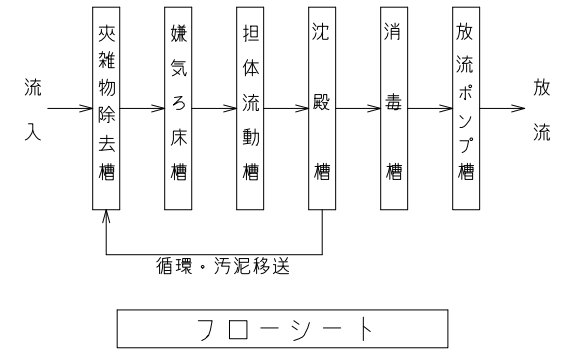 流入
夾雑物除去槽
嫌気ろ床槽
担体流動槽
沈殿槽
消毒槽
放流ポンプ槽
放流
循環・汚泥移送
フローシート